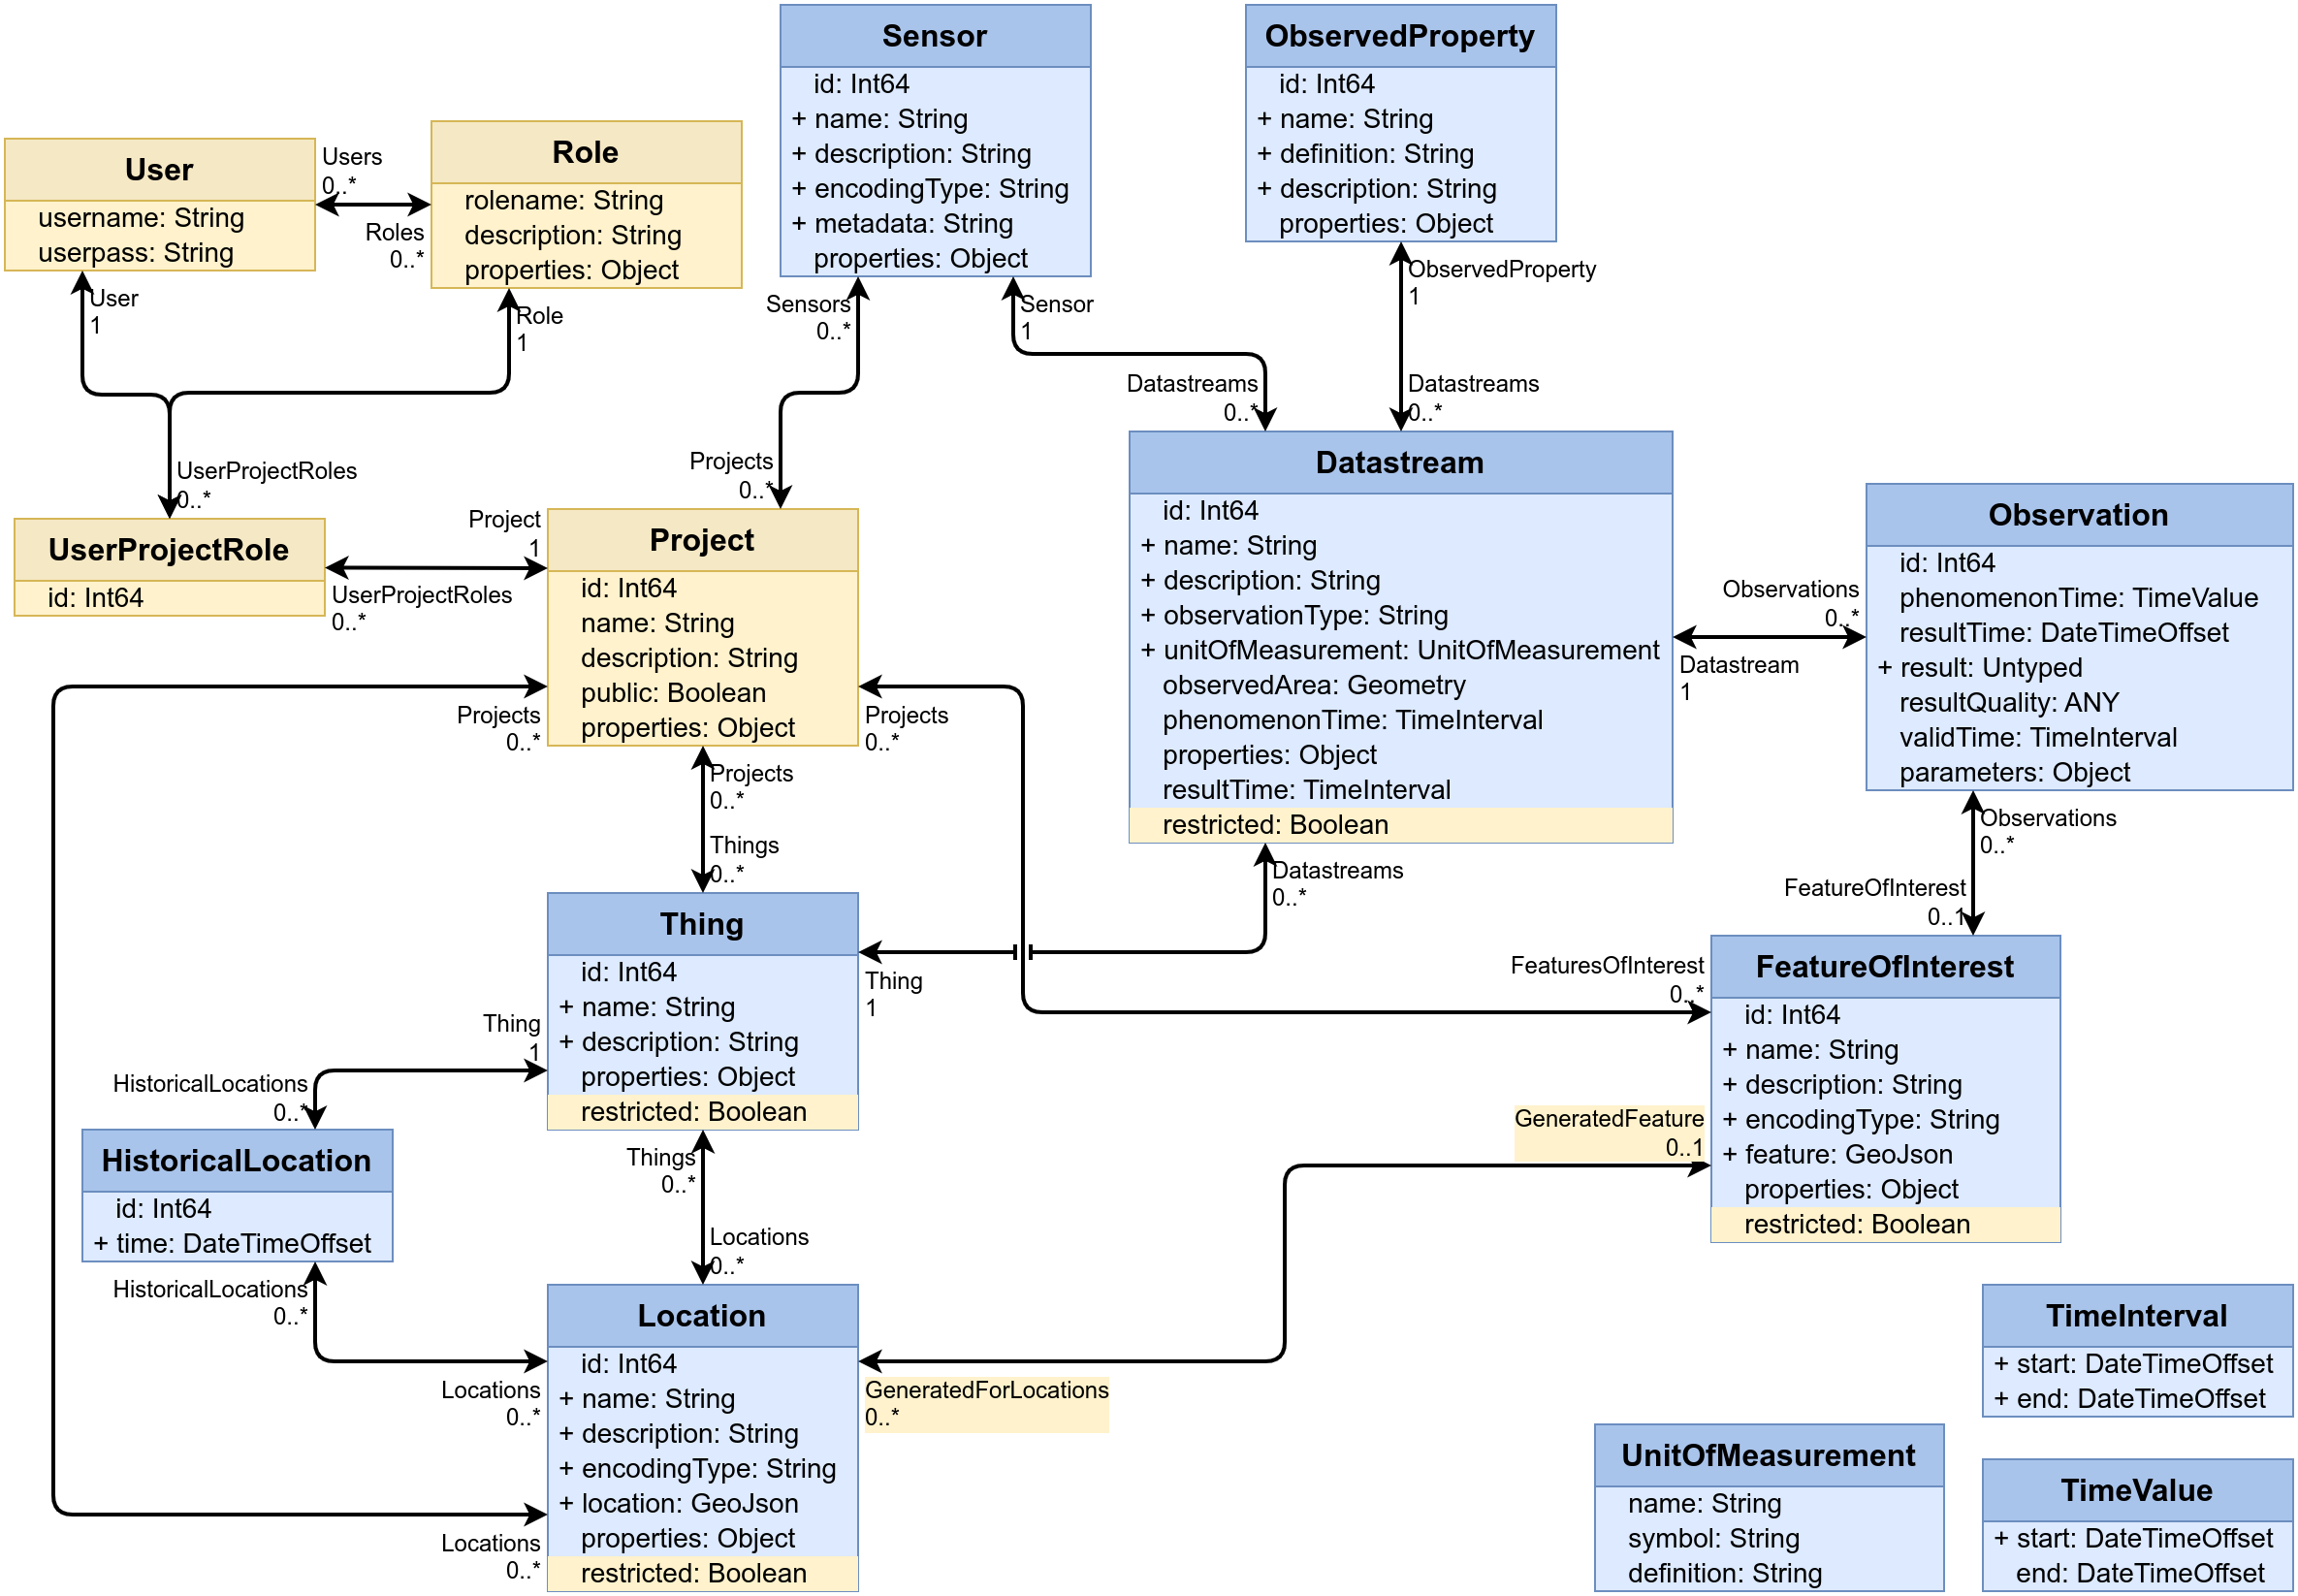 Sensor
id: Int64
+ name: String
+ description: String
+ encodingType: String
+ metadata: String
properties: Object
ObservedProperty
id: Int64
+ name: String
+ definition: String
+ description: String
properties: Object
User
username: String
userpass: String
Users
0..*
Roles
0..*
Role
rolename: String
description: String
properties: Object
User
1
Role
1
Sensors
0..*
Sensor
1
ObservedProperty
1
Datastreams
0..*
Datastreams
0..*
UserProjectRoles
0..*
Projects
0..*
UserProjectRole
id: Int64
Project
1
UserProjectRoles
0..*
Project
id: Int64
name: String
description: String
public: Boolean
properties: Object
Datastream
id: Int64
+ name: String
+ description: String
+ observationType: String
+ unitOfMeasurement: UnitOfMeasurement
observedArea: Geometry
phenomenonTime: TimeInterval
properties: Object
resultTime: TimeInterval
restricted: Boolean
Observations
0..*
Datastream
1
Observation
id: Int64
phenomenonTime: TimeValue
resultTime: DateTimeOffset
+ result: Untyped
resultQuality: ANY
validTime: TimeInterval
parameters: Object
Projects
0..*
Projects
0..*
Projects
0..*
Things
0..*
Datastreams
0..*
Observations
0..*
FeatureOfInterest
0..1
Thing
id: Int64
+ name: String
+ description: String
properties: Object
restricted: Boolean
Thing
1
Thing
1
FeaturesOfInterest
0..*
FeatureOfInterest
id: Int64
+ name: String
+ description: String
+ encodingType: String
+ feature: GeoJson
properties: Object
restricted: Boolean
HistoricalLocations
0..*
HistoricalLocation
id: Int64
+ time: DateTimeOffset
HistoricalLocations
0..*
Things
0..*
Locations
0..*
GeneratedFeature
0..1
Location
id: Int64
+ name: String
+ description: String
+ encodingType: String
+ location: GeoJson
properties: Object
restricted: Boolean
Locations
0..*
GeneratedForLocations
0..*
Locations
0..*
TimeInterval
+ start: DateTimeOffset
+ end: DateTimeOffset
UnitOfMeasurement
name: String
symbol: String
definition: String
TimeValue
+ start: DateTimeOffset
end: DateTimeOffset